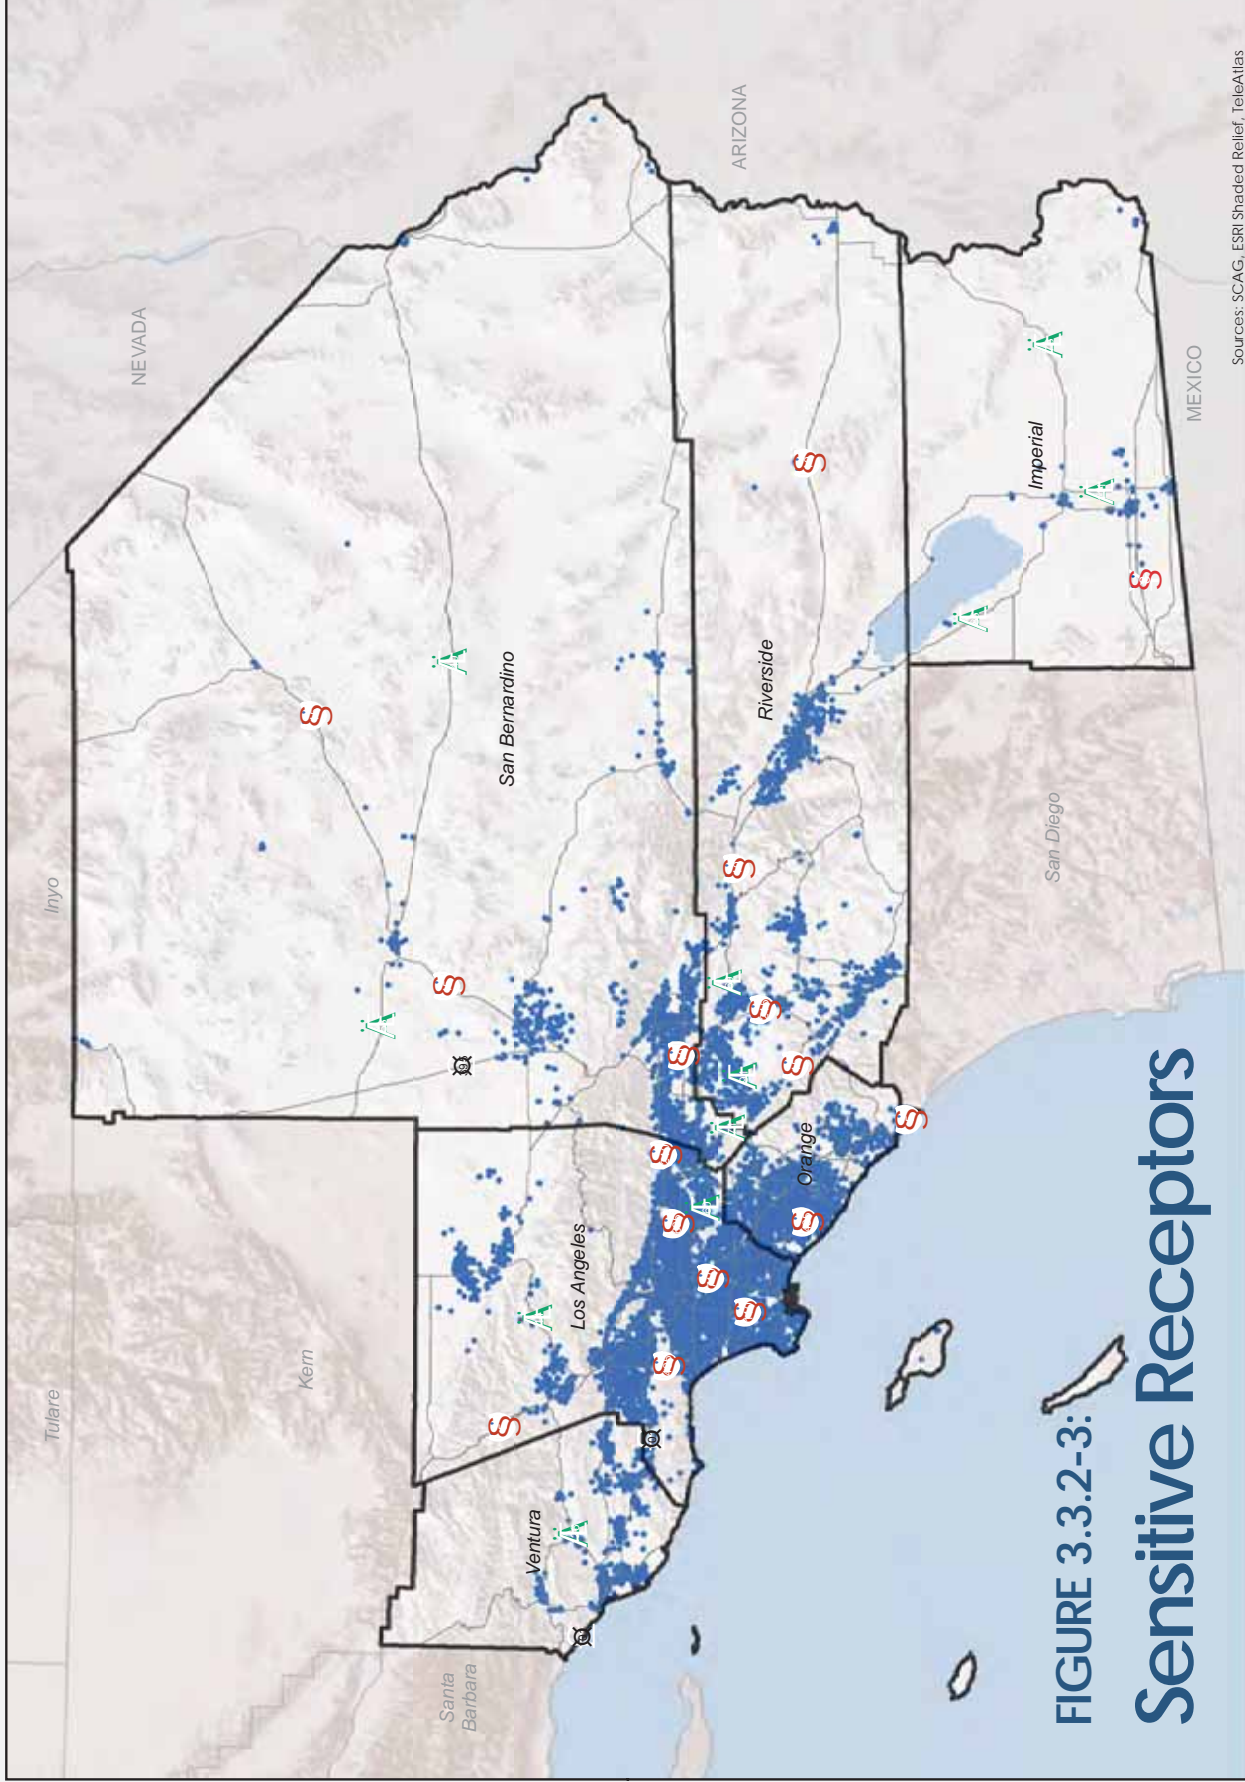 Tulare
Inyo
NEVADA
Kern
Santa
Barbara
San Bernardino
Ventura
Los Angeles
ARIZONA
Riverside
Orange
Imperial
San Diego
MEXICO
FIGURE 3.3.2-3:
Sensitive Receptors
Sources: SCAG, ESRI Shaded Relief, TeleAtlas